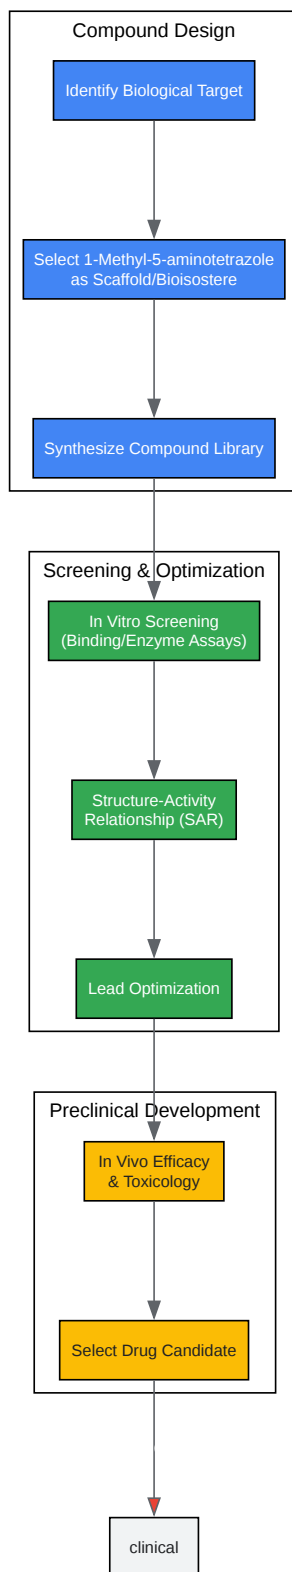 Compound Design
Identify Biological Target
Select 1-Methyl-5-aminotetrazole
as Scaffold/Bioisostere
Synthesize Compound Library
Screening & Optimization
In Vitro Screening
(Binding/Enzyme Assays)
Structure-Activity
Relationship (SAR)
Lead Optimization
Preclinical Development
In Vivo Efficacy
& Toxicology
Select Drug Candidate
clinical